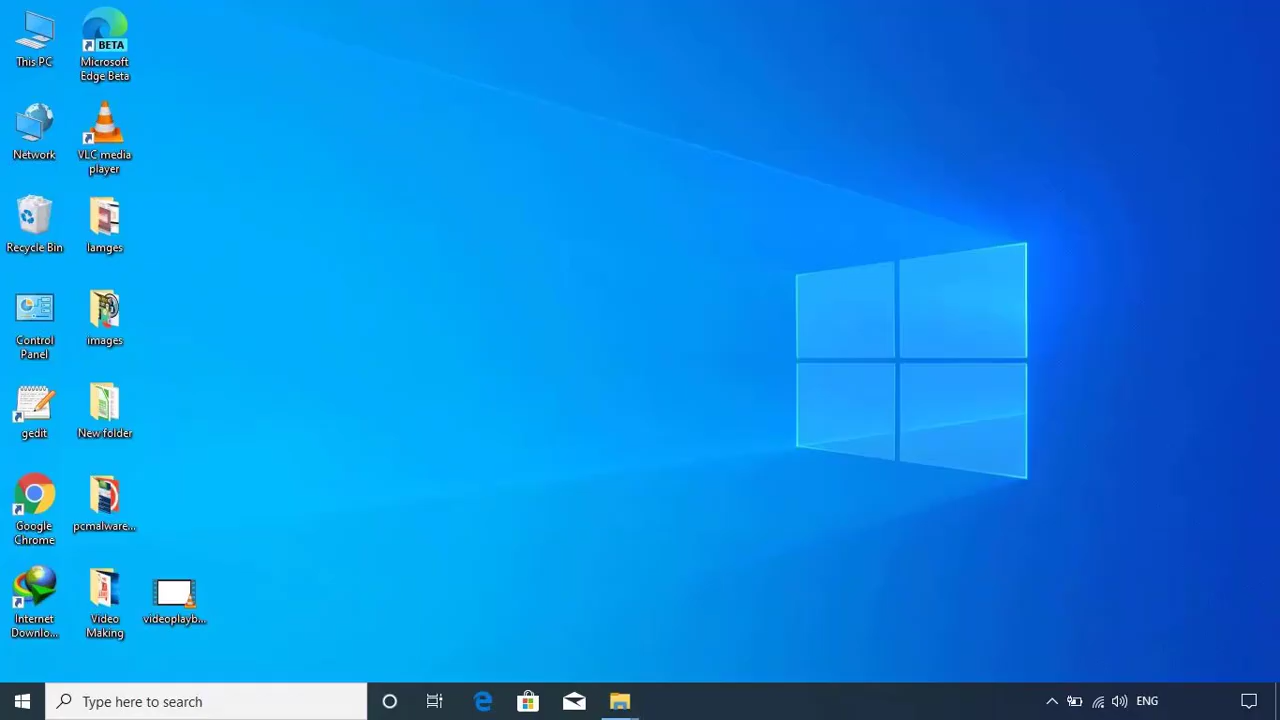 This PC
BETA
Microsoft
Edge Beta
Network
VLC media
player
Recycle Bin
Iamges
Control
Panel
images
gedit
New folder
Google
Chrome
pcmalware...
Internet
Downlo...
Video
Making
videoplayb...
Type here to search
ENG